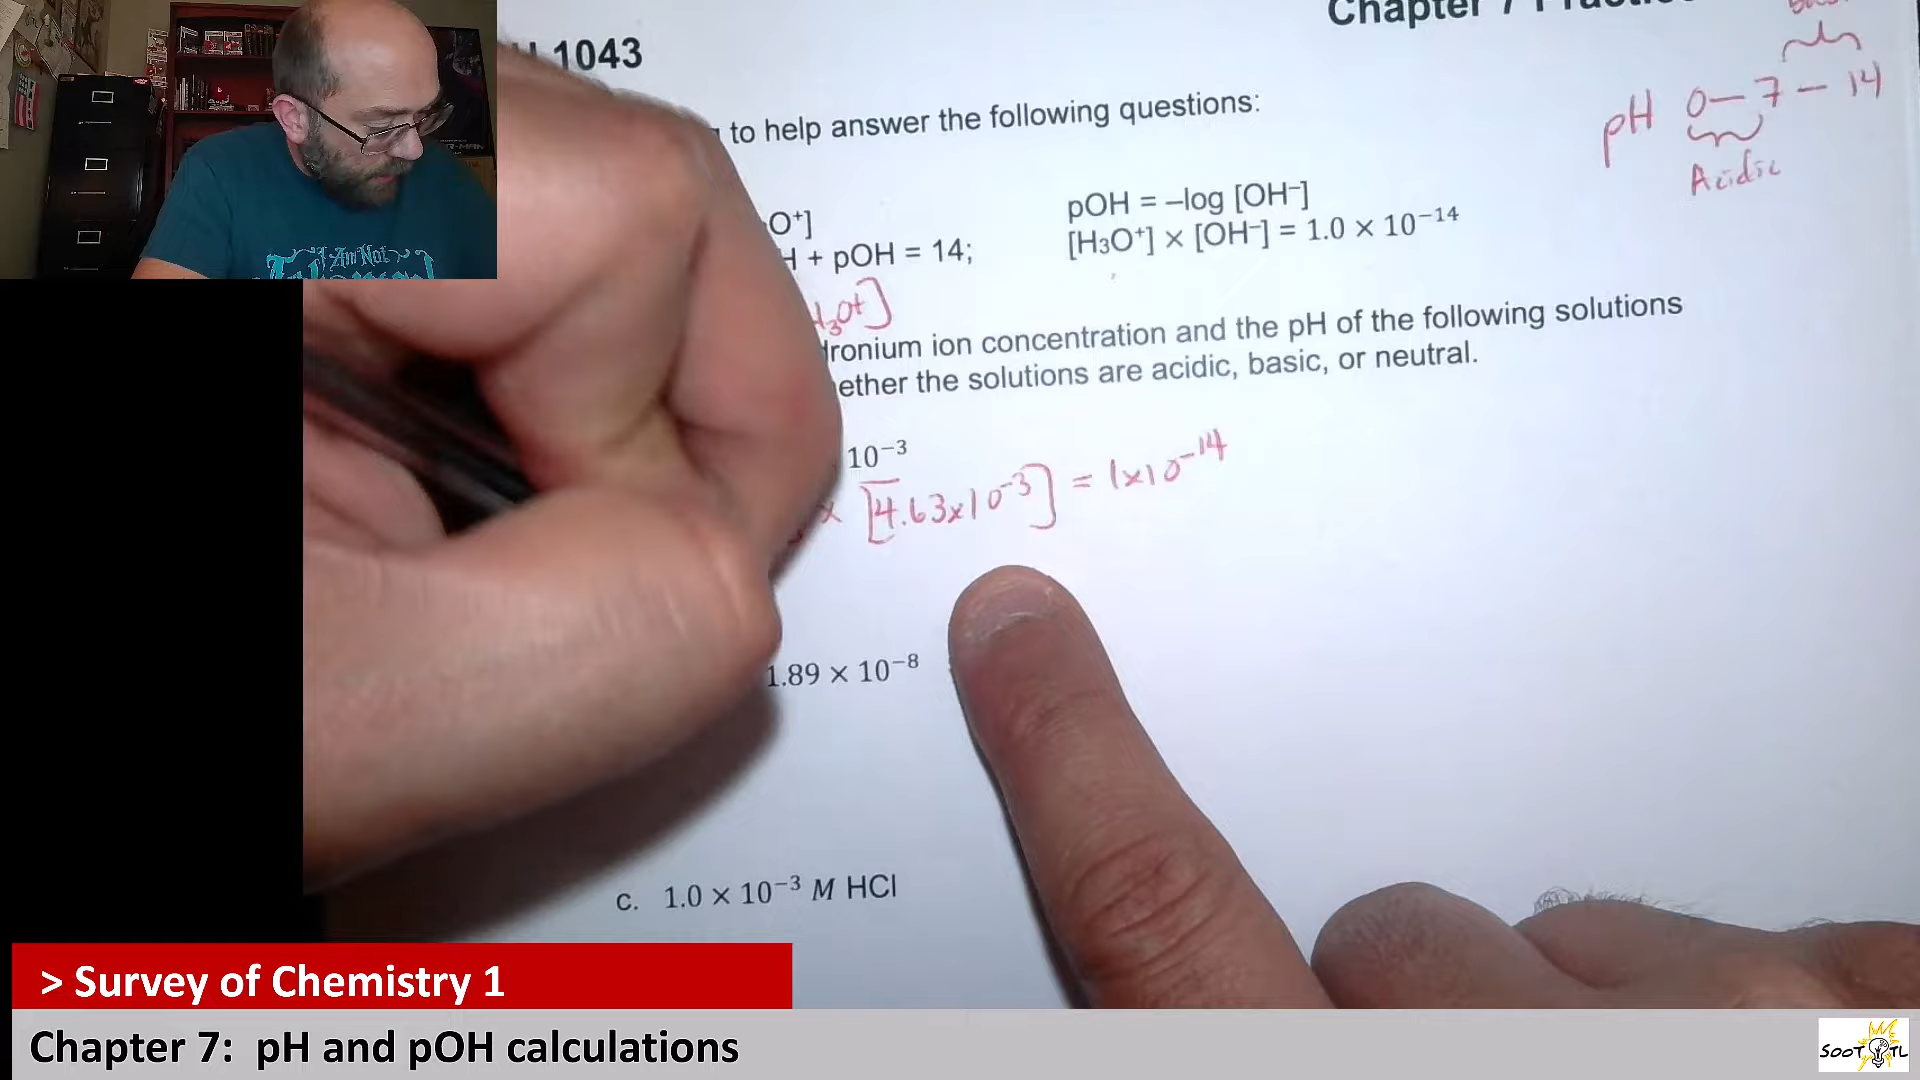 1043
Chapter 7
to help answer the following questions:
pH 0–7–14
Acidic
O⁺]
pOH = –log [OH⁻]
H + pOH = 14;
[H₃O⁺] × [OH⁻] = 1.0 × 10⁻¹⁴
H₃O⁺]
dronium ion concentration and the pH of the following solutions
ether the solutions are acidic, basic, or neutral.
10⁻³
× [4.63x10⁻³] = 1x10⁻¹⁴
1.89 × 10⁻⁸
c. 1.0 × 10⁻³ M HCl
I Am Not
> Survey of Chemistry 1
Chapter 7: pH and pOH calculations
SOOT TL